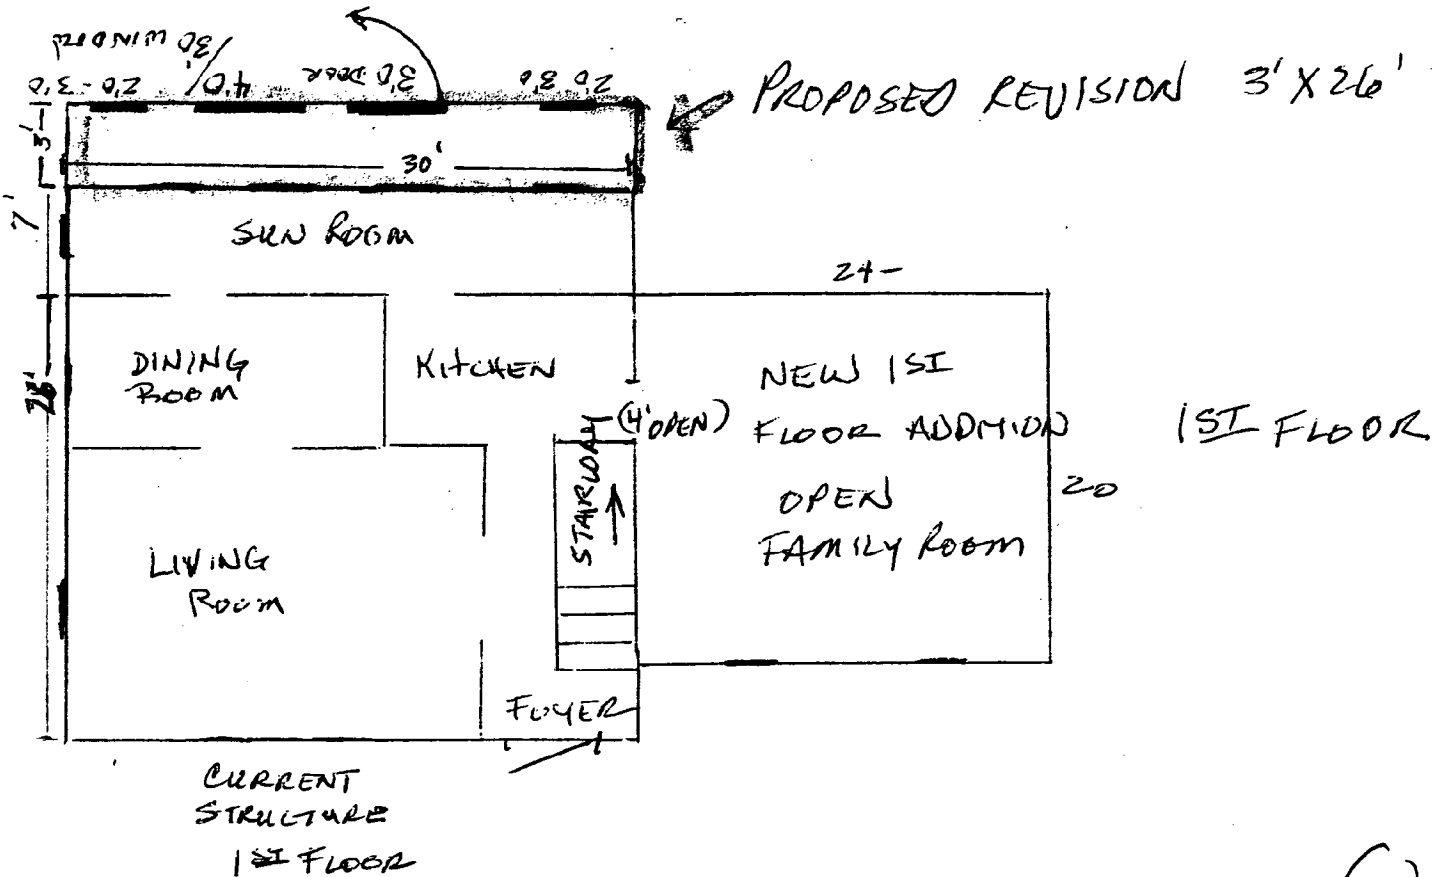 WINDOW
3'0
2'0 - 3'0
4'0/30'
3'0 DOOR
2'0 3'0
PROPOSED REVISION 3' X 26'
3'
30'
7'
SUN ROOM
24-
DINING
ROOM
KITCHEN
NEW 1ST
(4' OPEN)
FLOOR ADDITION
1ST FLOOR
STAIRWAY
OPEN
20
FAMILY ROOM
LIVING
ROOM
FOYER
CURRENT
STRUCTURE
1ST FLOOR